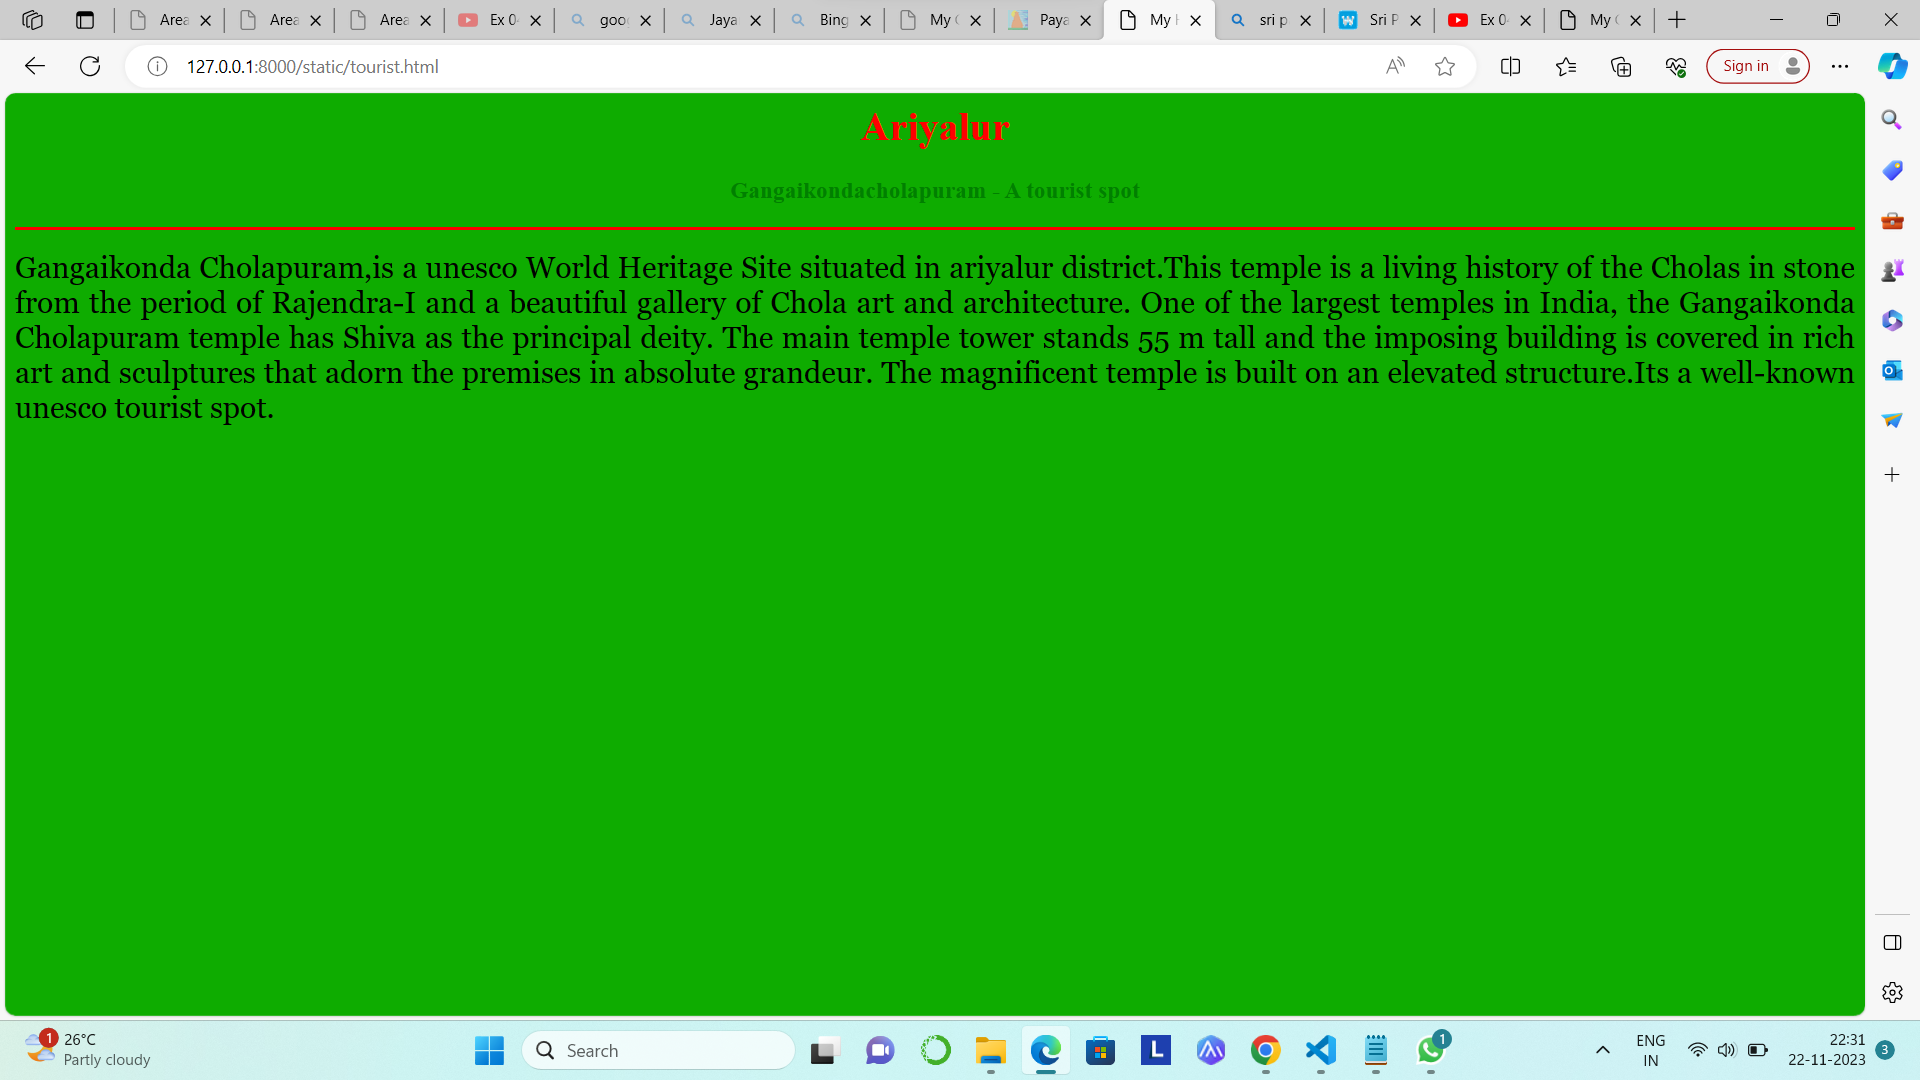 Area
Area
Area
Ex 0
goo
Jaya
Bing
My
Paya
My
sri p
Sri P
Ex 0
My
127.0.0.1:8000/static/tourist.html
Sign in
Ariyalur
Gangaikondacholapuram - A tourist spot
Gangaikonda Cholapuram,is a unesco World Heritage Site situated in ariyalur district.This temple is a living history of the Cholas in stone
from the period of Rajendra-I and a beautiful gallery of Chola art and architecture. One of the largest temples in India, the Gangaikonda
Cholapuram temple has Shiva as the principal deity. The main temple tower stands 55 m tall and the imposing building is covered in rich
art and sculptures that adorn the premises in absolute grandeur. The magnificent temple is built on an elevated structure.Its a well-known
unesco tourist spot.
1
26°C
Partly cloudy
Search
L
1
ENG
IN
22:31
22-11-2023
3